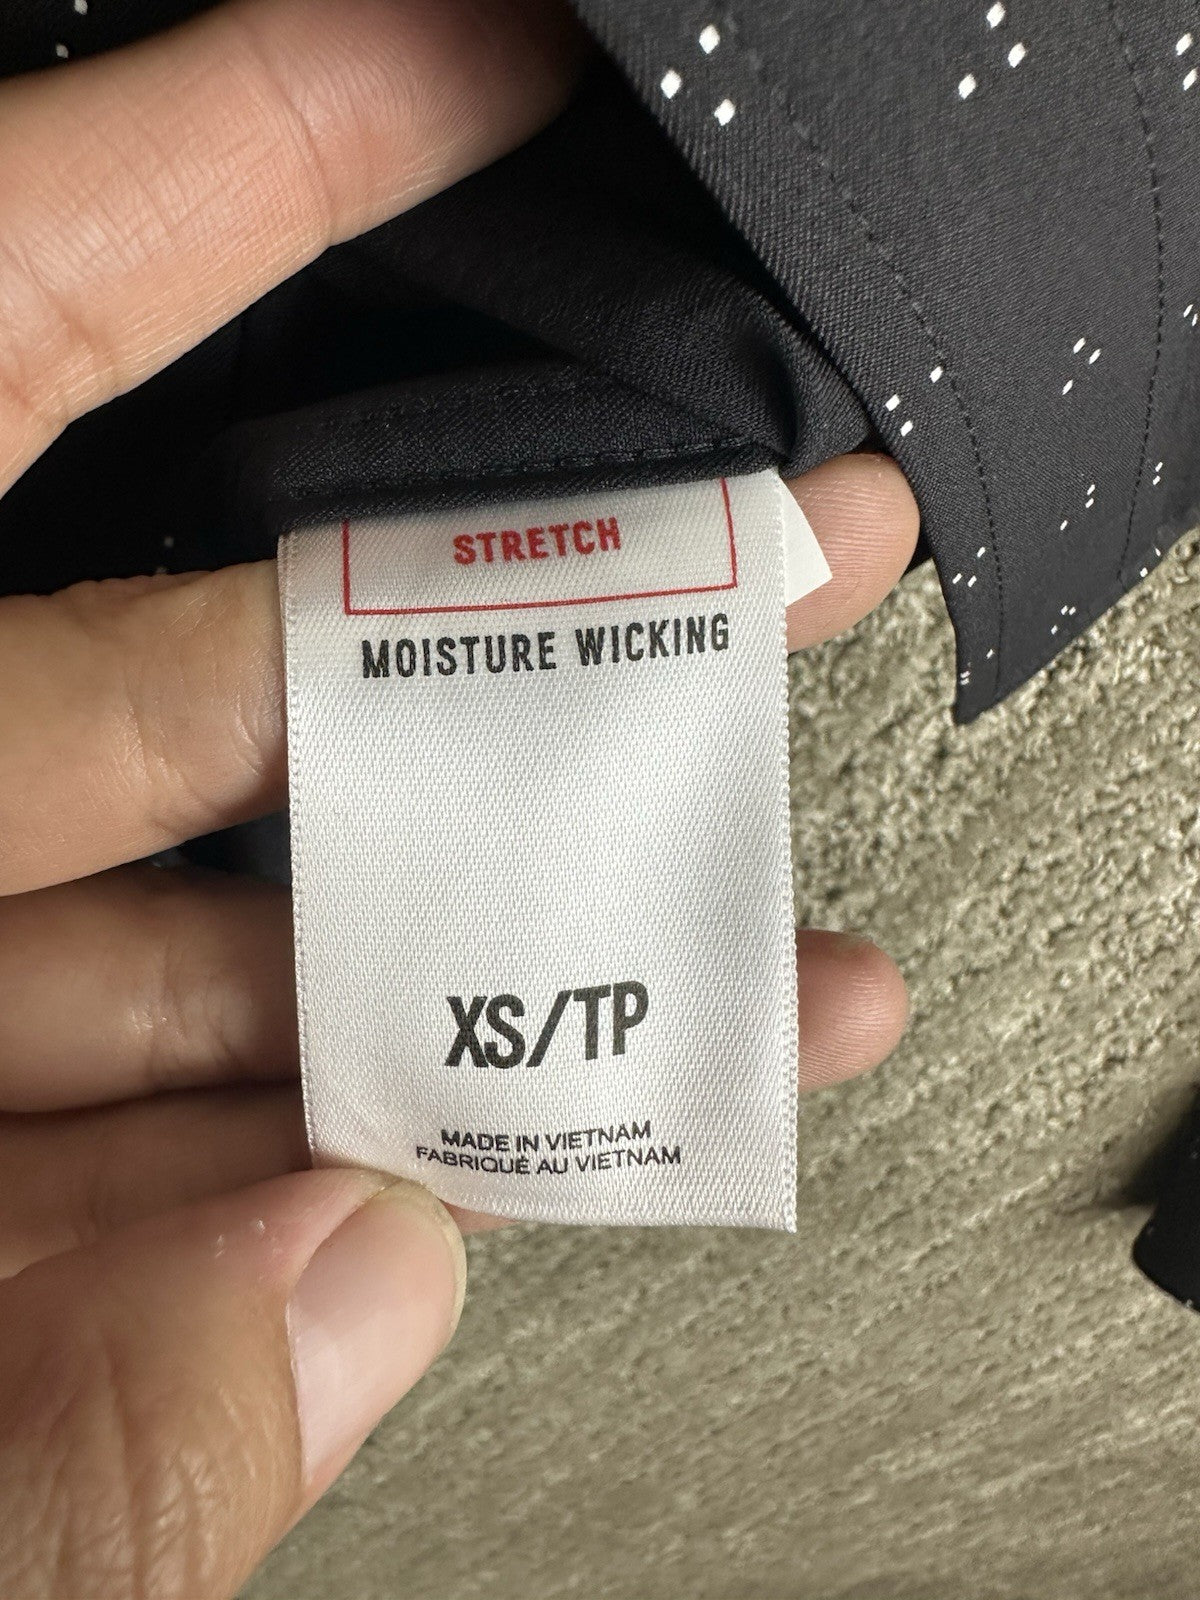 STRETCH
MOISTURE WICKING
XS/TP
MADE IN VIETNAM
FABRIQUÉ AU VIETNAM